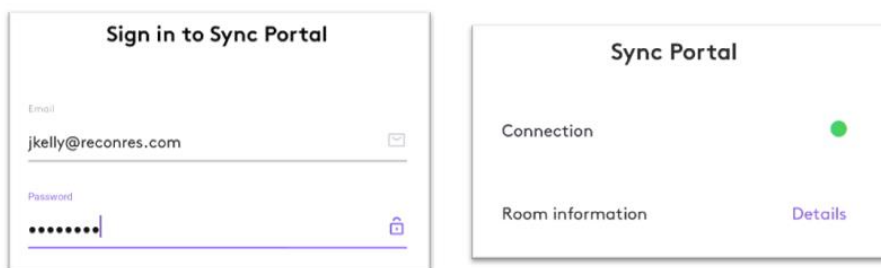 Sign in to Sync Portal
Email
jkelly@reconres.com
Password
••••••••
Sync Portal
Connection
Room information Details